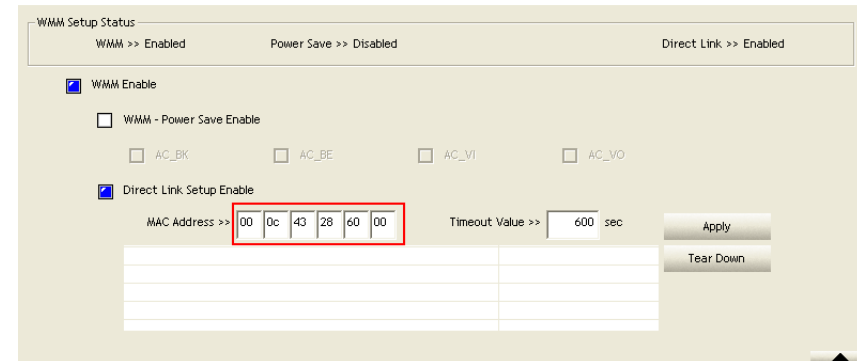 WMM Setup Status
WMM >> Enabled Power Save >> Disabled Direct Link >> Enabled
WMM Enable
WMM - Power Save Enable
AC_BK AC_BE AC_VI AC_VO
Direct Link Setup Enable
MAC Address >> 00 0c 43 28 60 00 Timeout Value >> 600 sec Apply
Tear Down